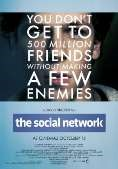 YOU DON'T
GET TO
500 MILLION
FRIENDS
WITHOUT MAKING
A FEW
ENEMIES
the social network